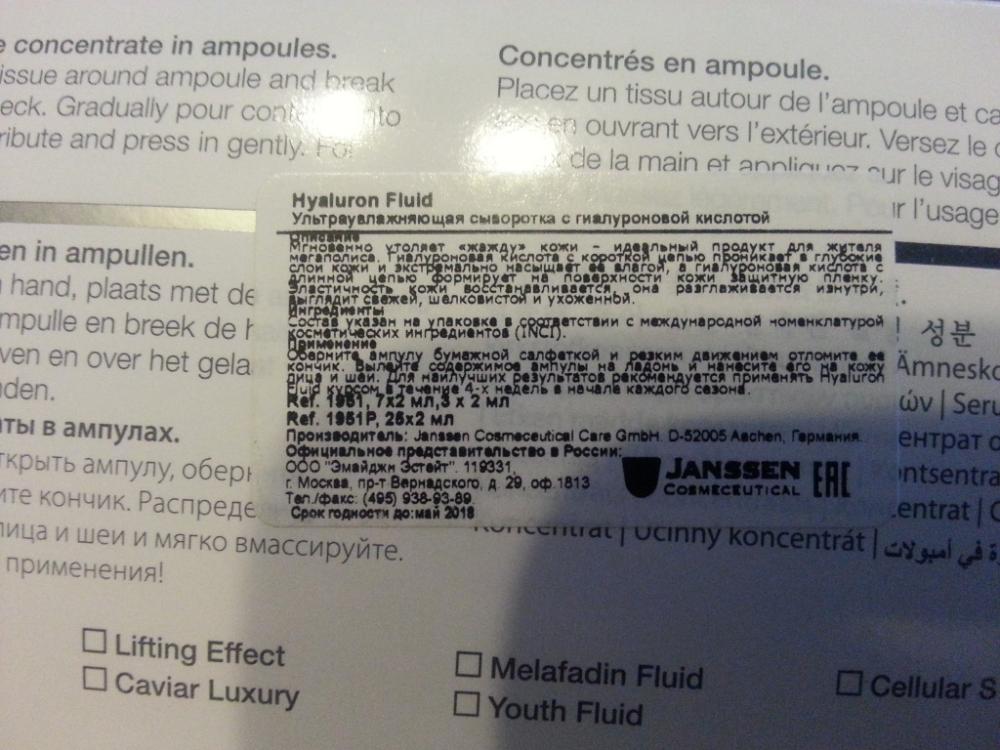 e concentrate in ampoules.
issue around ampoule and break
eck. Gradually pour
ribute and press in gently. For
Concentrés en ampoule.
Placez un tissu autour de l'ampoule et ca
en ouvrant vers l'extérieur. Versez le c
de la main et appliquez sur le visag
r l'usage
en in ampullen.
hand, plaats met de
mpulle en breek de h
ven en over het gela
nden.
ты в ампулах.
ткрыть ампулу, оберн
ите кончик. Распреде
лица и шеи и мягко вмассируйте.
применения!
Hyaluron Fluid
Ультраувлажняющая сыворотка с гиалуроновой кислотой
Описание
Мгновенно утоляет «жажду» кожи – идеальный продукт для жителя
мегаполиса. Гиалуроновая кислота с короткой цепью проникает в глубокие
слои кожи и экстремально насыщает ее влагой, а гиалуроновая кислота с
длинной цепью формирует на поверхности кожи защитную пленку.
Эластичность кожи восстанавливается, она разглаживается изнутри,
выглядит свежей, шелковистой и ухоженной.
Ингредиенты
Состав указан на упаковке в соответствии с международной номенклатурой
косметических ингредиентов (INCI).
Применение
Оберните ампулу бумажной салфеткой и резким движением отломите ее
кончик. Вылейте содержимое ампулы на ладонь и нанесите его на кожу
лица и шеи. Для наилучших результатов рекомендуется применять Hyaluron
Fluid курсом в течение 4-х недель в начале каждого сезона.
Ref. 1951, 7x2 мл,3 x 2 мл
Ref. 1951P, 25x2 мл
Производитель: Janssen Cosmeceutical Care GmbH. D-52005 Aachen, Германия.
Официальное представительство в России:
ООО "Эмайджи Эстейт". 119331,
г. Москва, пр-т Вернадского, д. 29, оф.1813
Тел./факс: (495) 938-93-89.
Срок годности до:май 2018
JANSSEN
COSMECEUTICAL
EAC
성분
Ämnesko
ών | Seru
ентрат о
ontsentra
entrat | C
Koncentrát | Účinný koncentrát |
ة في أمبولات
☐ Lifting Effect
☐ Caviar Luxury
☐ Melafadin Fluid
☐ Youth Fluid
☐ Cellular S